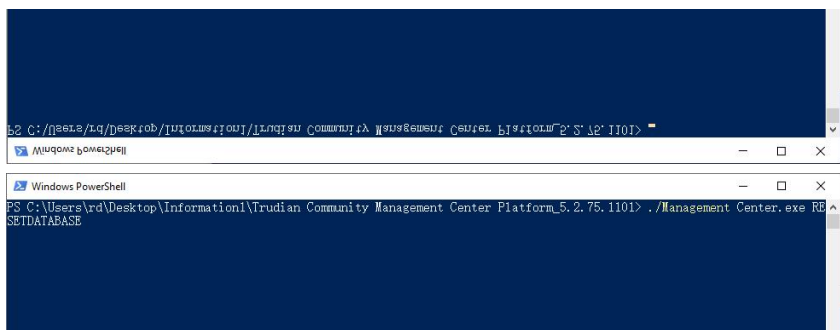 PS C:\Users\rd\Desktop\Information1\Trudian Community Management Center Platform_5.2.75.1101>
Windows PowerShell
Windows PowerShell
PS C:\Users\rd\Desktop\Information1\Trudian Community Management Center Platform_5.2.75.1101> ./Management Center.exe RE
SETDATABASE